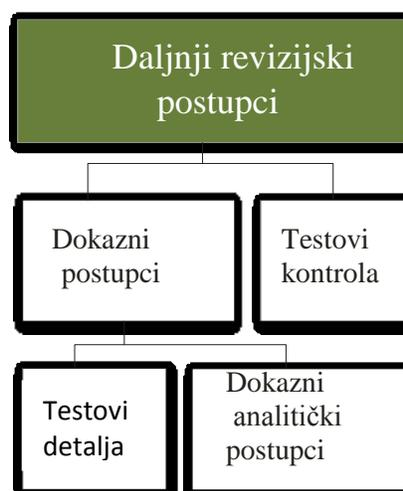 Daljnji revizijski
postupci
Dokazni
postupci
Testovi
kontrola
Testovi
detalja
Dokazni
analitički
postupci